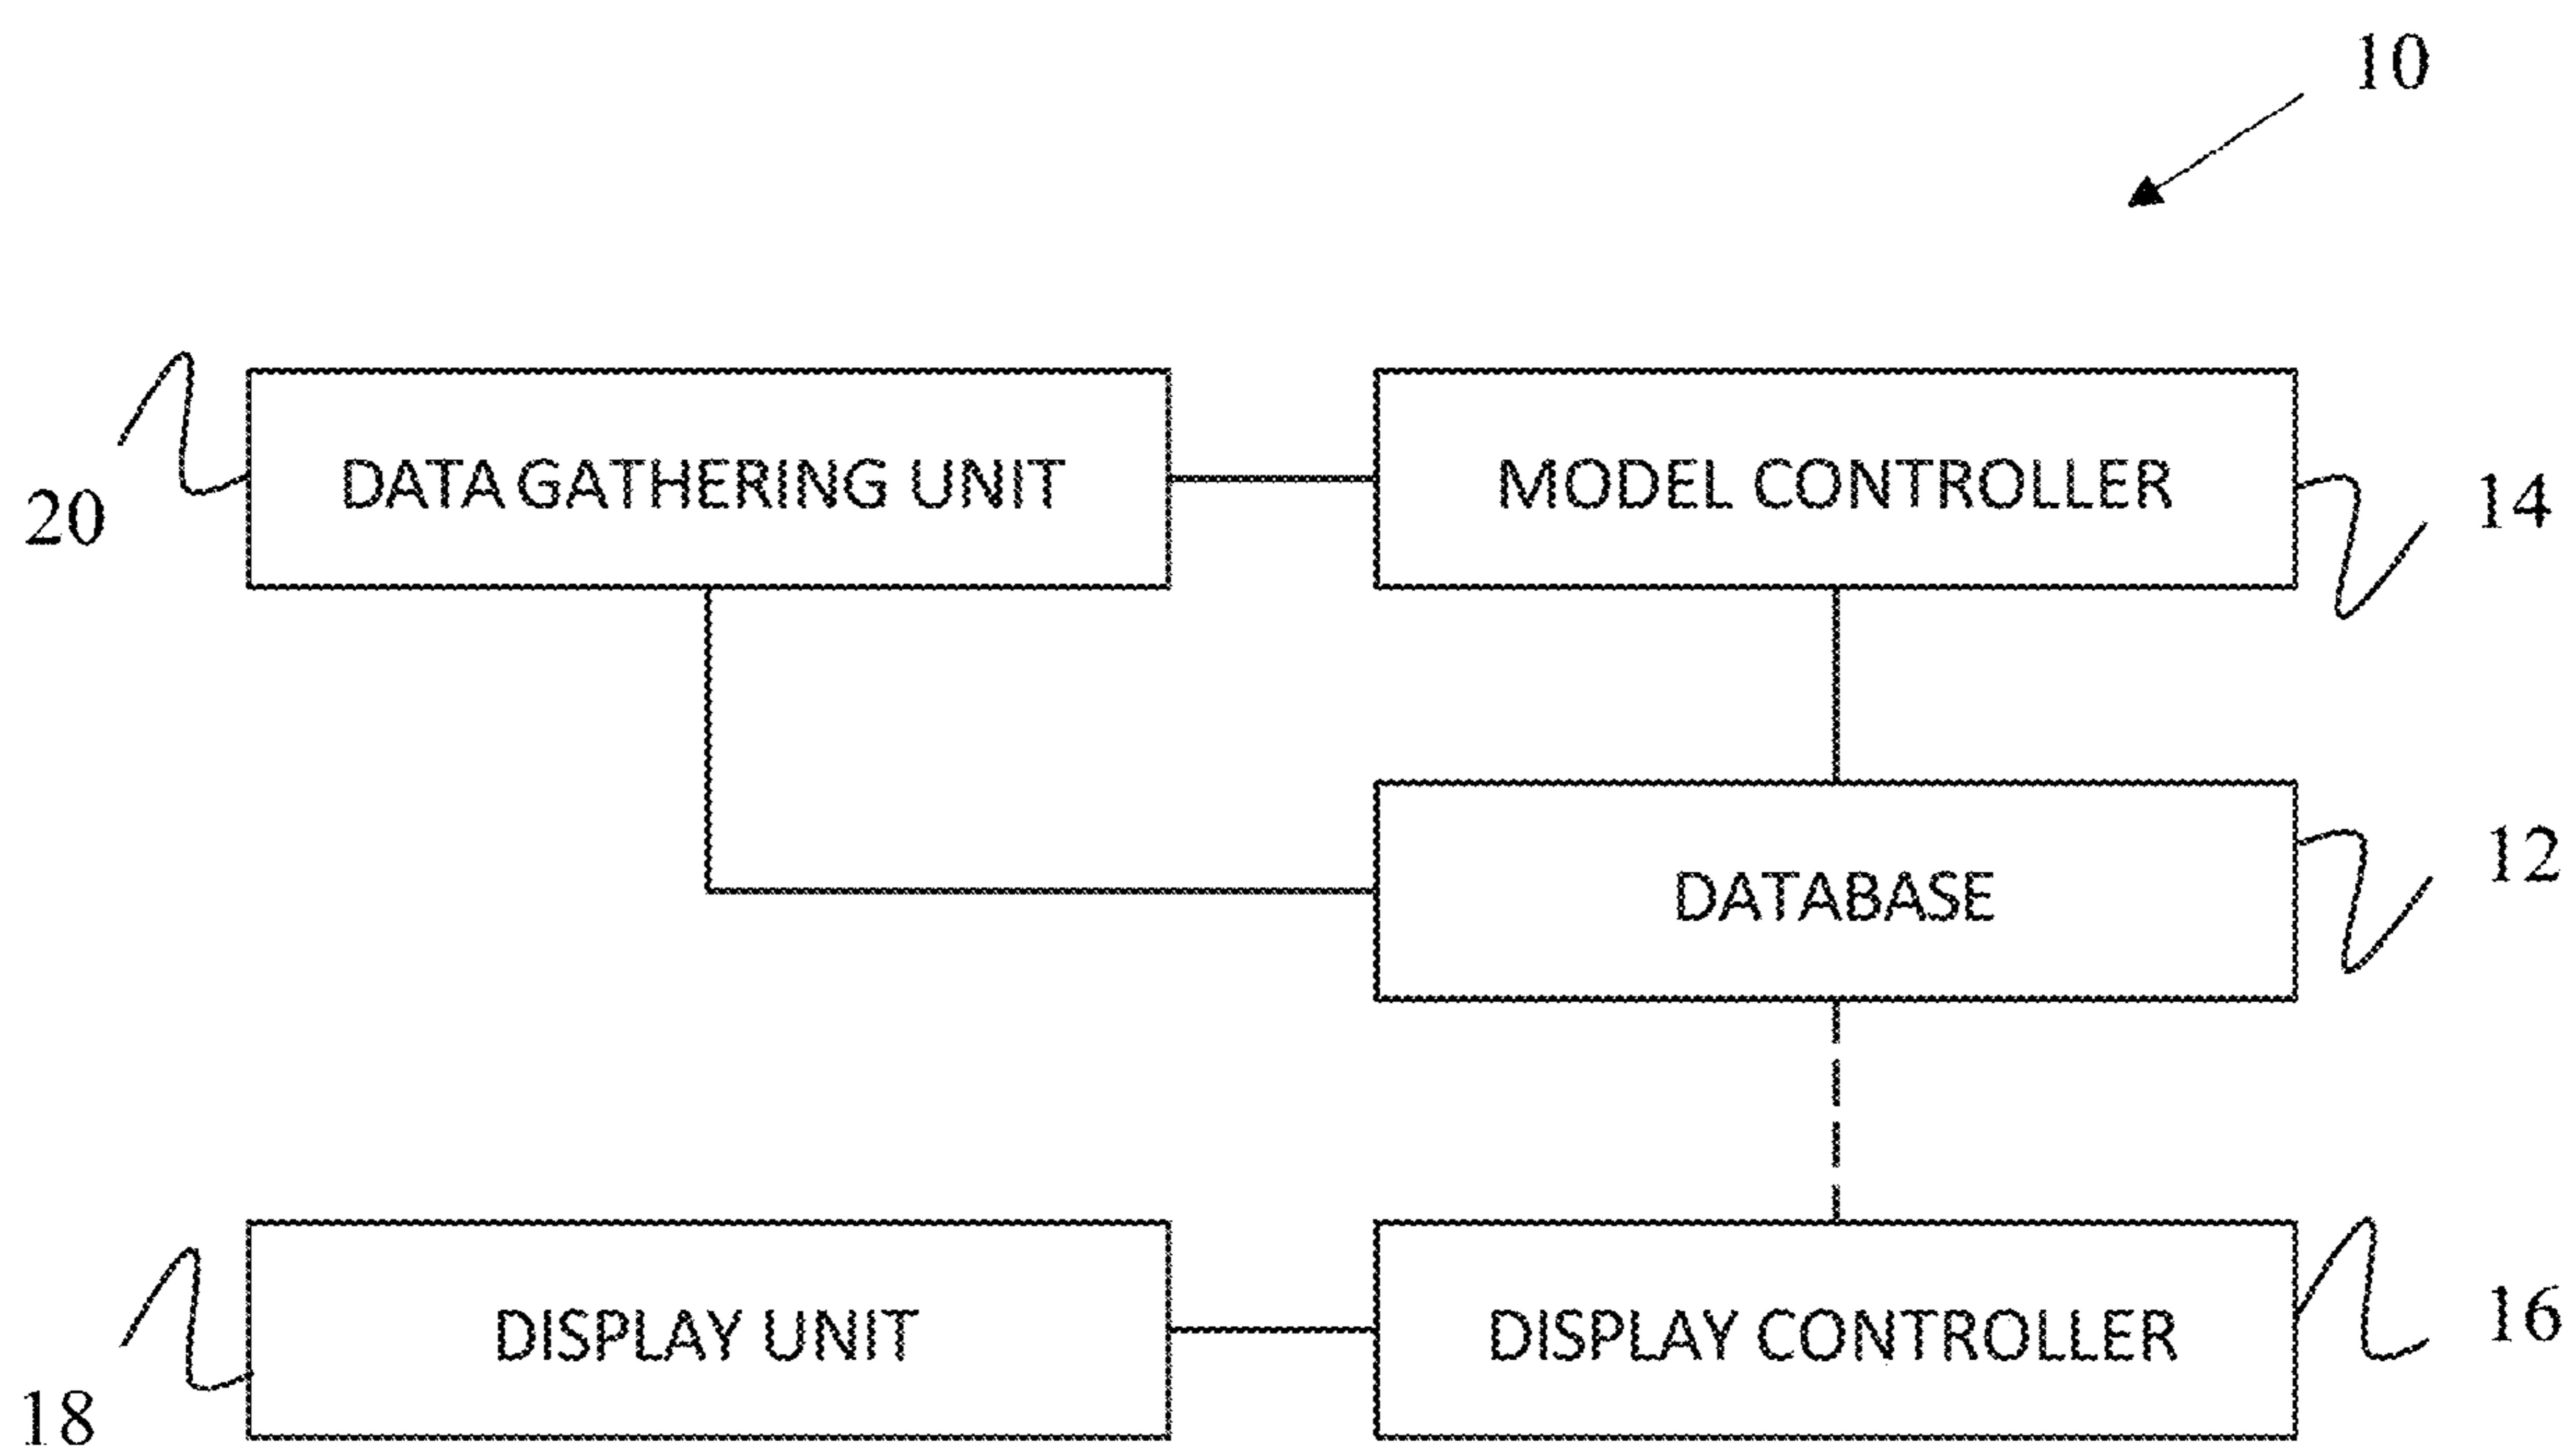 10
DATA GATHERING UNIT
MODEL CONTROLLER
20
14
DATABASE
12
DISPLAY UNIT
DISPLAY CONTROLLER
16
18